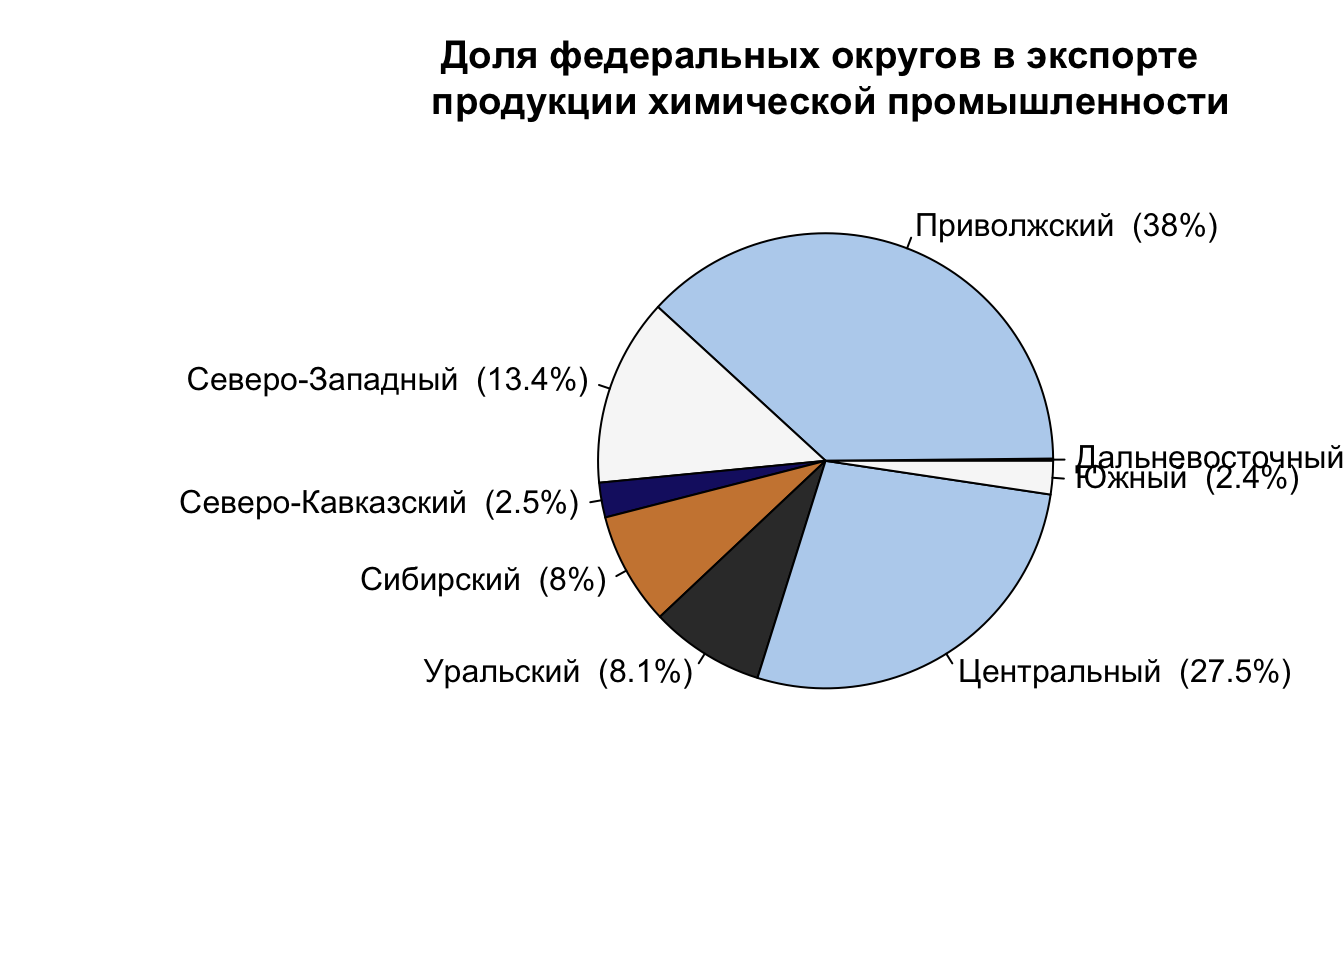 Доля федеральных округов в экспорте
продукции химической промышленности
Приволжский (38%)
Северо-Западный (13.4%)
Дальневосточный
Южный (2.4%)
Северо-Кавказский (2.5%)
Сибирский (8%)
Уральский (8.1%)
Центральный (27.5%)